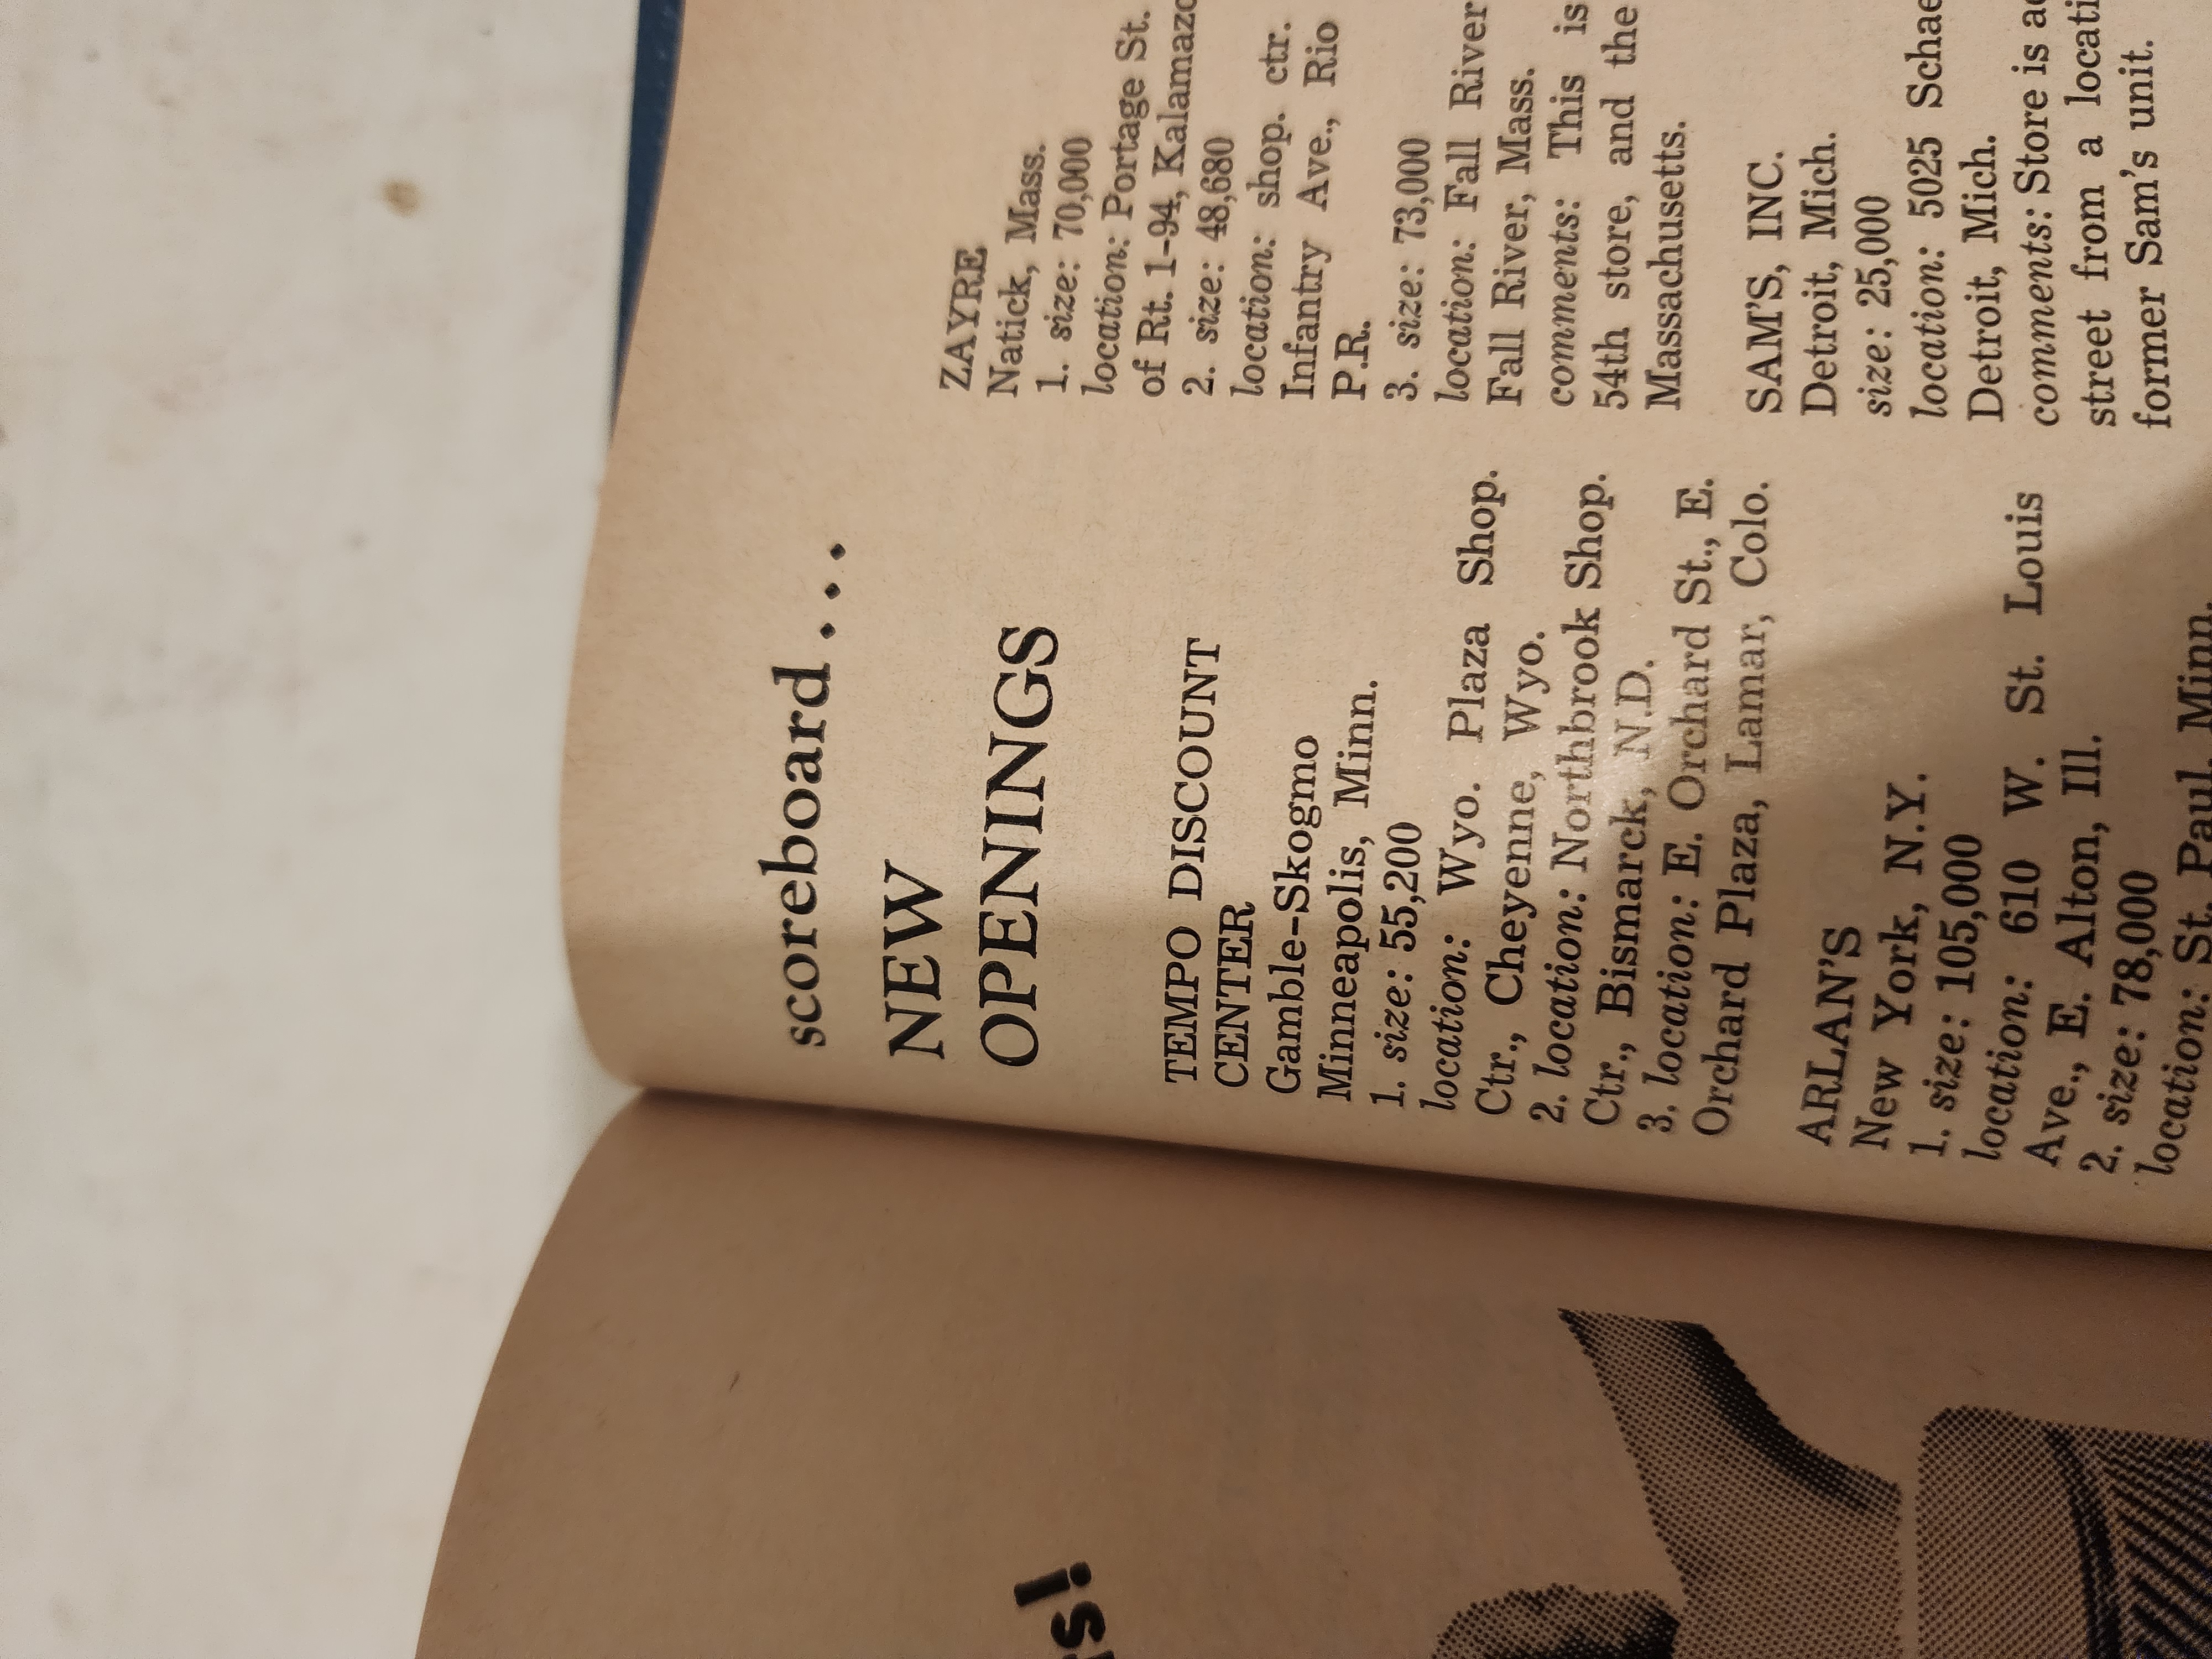 scoreboard...
NEW
OPENINGS
TEMPO DISCOUNT
CENTER
Gamble-Skogmo
Minneapolis, Minn.
1. size: 55,200
location: Wyo. Plaza Shop.
Ctr., Cheyenne, Wyo.
2. location: Northbrook Shop.
Ctr., Bismarck, N.D.
3. location: E. Orchard St., E.
Orchard Plaza, Lamar, Colo.
ARLAN'S
New York, N.Y.
1. size: 105,000
location: 610 W. St. Louis
Ave., E. Alton, Ill.
2. size: 78,000
location: St. Paul, Minn.
ZAYRE
Natick, Mass.
1. size: 70,000
location: Portage St.
of Rt. 1-94, Kalamazo
2. size: 48,680
location: shop. ctr.
Infantry Ave., Rio
P.R.
3. size: 73,000
location: Fall River
Fall River, Mass.
comments: This is
54th store, and the
Massachusetts.
SAM'S, INC.
Detroit, Mich.
size: 25,000
location: 5025 Schae
Detroit, Mich.
comments: Store is
street from a locati
former Sam's unit.